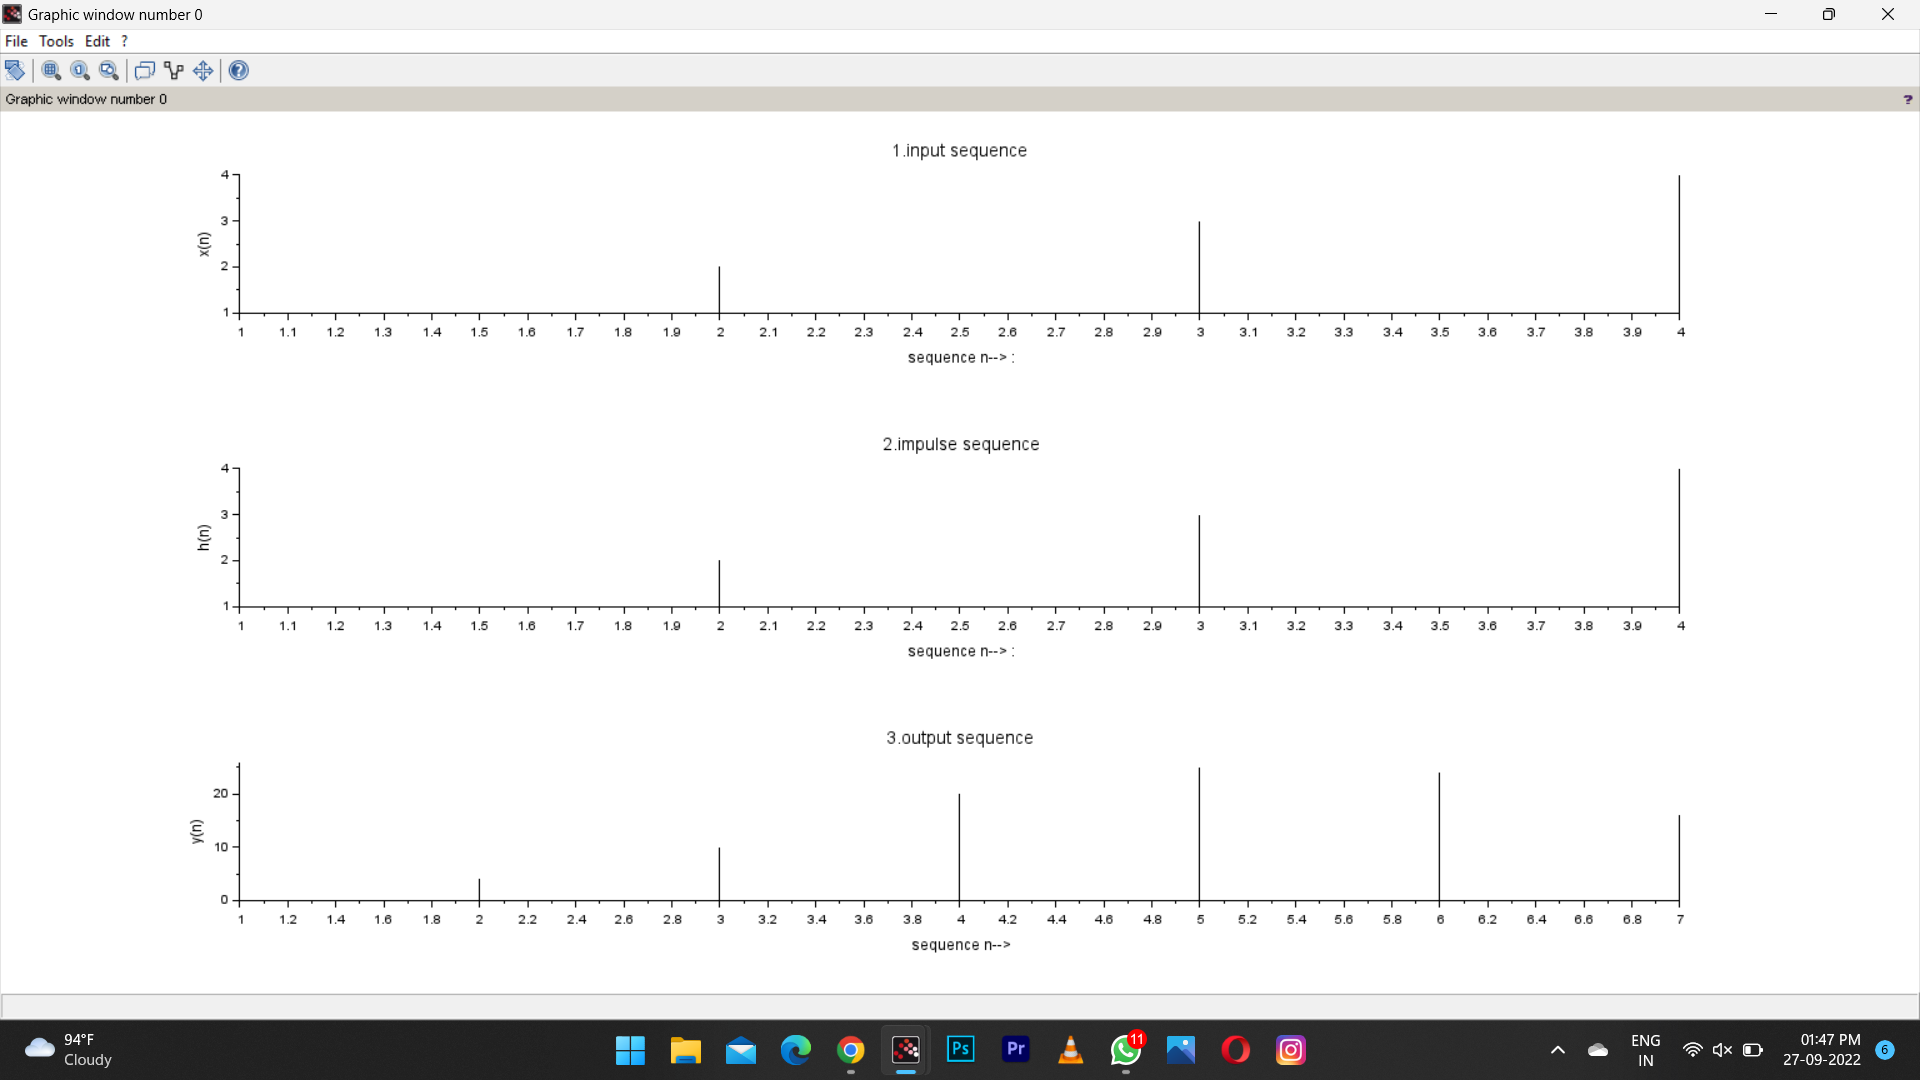 Graphic window number 0
File Tools Edit ?
Graphic window number 0 ?
1.input sequence
4
3
2
1
x(n)
1 1.1 1.2 1.3 1.4 1.5 1.6 1.7 1.8 1.9 2 2.1 2.2 2.3 2.4 2.5 2.6 2.7 2.8 2.9 3 3.1 3.2 3.3 3.4 3.5 3.6 3.7 3.8 3.9 4
sequence n--> :
2.impulse sequence
4
3
2
1
h(n)
1 1.1 1.2 1.3 1.4 1.5 1.6 1.7 1.8 1.9 2 2.1 2.2 2.3 2.4 2.5 2.6 2.7 2.8 2.9 3 3.1 3.2 3.3 3.4 3.5 3.6 3.7 3.8 3.9 4
sequence n--> :
3.output sequence
20
10
0
y(n)
1 1.2 1.4 1.6 1.8 2 2.2 2.4 2.6 2.8 3 3.2 3.4 3.6 3.8 4 4.2 4.4 4.6 4.8 5 5.2 5.4 5.6 5.8 6 6.2 6.4 6.6 6.8 7
sequence n-->
94°F
Cloudy
Ps
Pr
11
ENG
IN
01:47 PM
27-09-2022
6